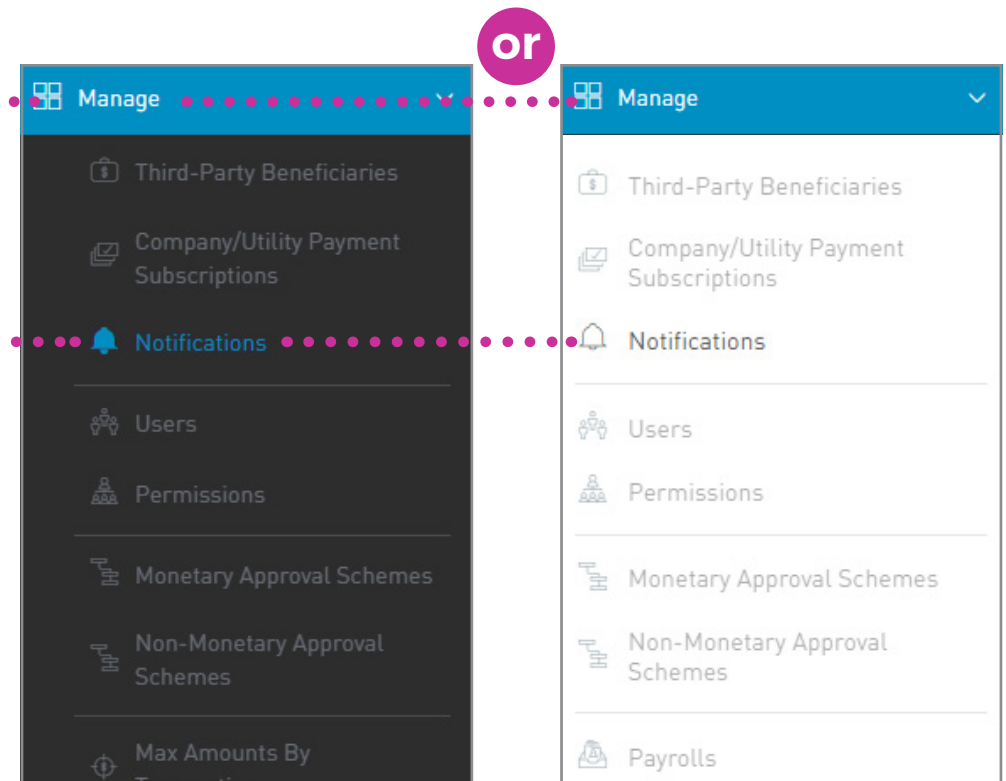 or
Manage
Third-Party Beneficiaries
Company/Utility Payment
Subscriptions
Notifications
Users
Permissions
Monetary Approval Schemes
Non-Monetary Approval
Schemes
Max Amounts By
Manage
Third-Party Beneficiaries
Company/Utility Payment
Subscriptions
Notifications
Users
Permissions
Monetary Approval Schemes
Non-Monetary Approval
Schemes
Payrolls